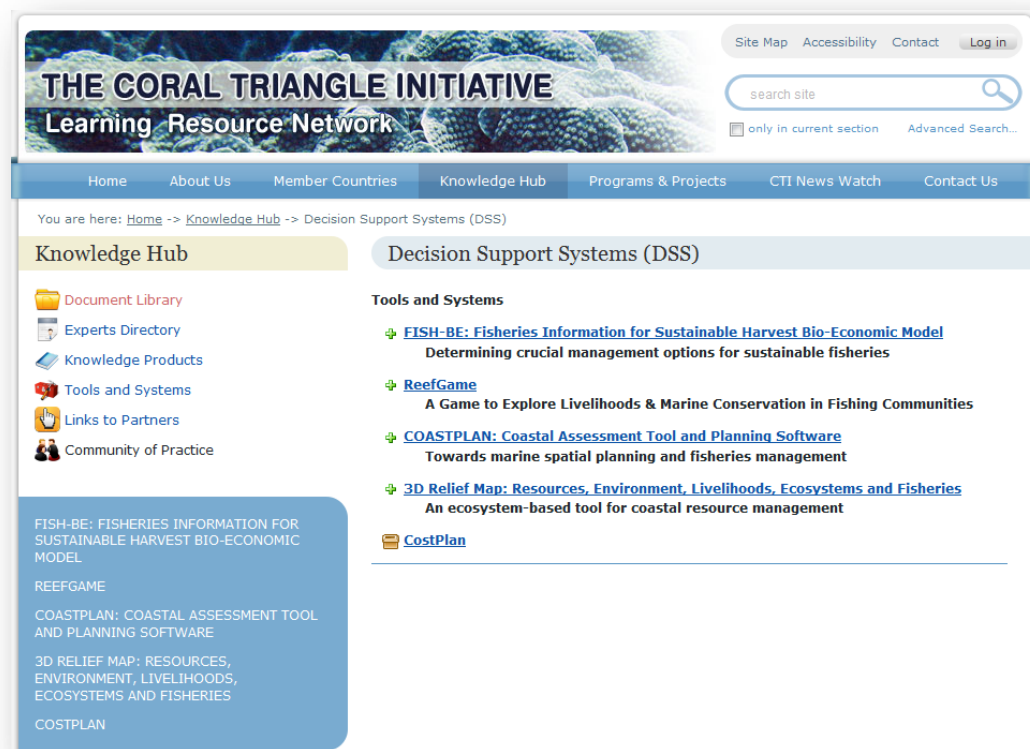 THE CORAL TRIANGLE INITIATIVE
Learning Resource Network
Site Map Accessibility Contact Log in
search site
only in current section Advanced Search...
Home About Us Member Countries Knowledge Hub Programs & Projects CTI News Watch Contact Us
You are here: Home -> Knowledge Hub -> Decision Support Systems (DSS)
Knowledge Hub
Document Library
Experts Directory
Knowledge Products
Tools and Systems
Links to Partners
Community of Practice
FISH-BE: FISHERIES INFORMATION FOR
SUSTAINABLE HARVEST BIO-ECONOMIC
MODEL
REEFGAME
COASTPLAN: COASTAL ASSESSMENT TOOL
AND PLANNING SOFTWARE
3D RELIEF MAP: RESOURCES,
ENVIRONMENT, LIVELIHOODS,
ECOSYSTEMS AND FISHERIES
COSTPLAN
Decision Support Systems (DSS)
Tools and Systems
FISH-BE: Fisheries Information for Sustainable Harvest Bio-Economic Model
Determining crucial management options for sustainable fisheries
ReefGame
A Game to Explore Livelihoods & Marine Conservation in Fishing Communities
COASTPLAN: Coastal Assessment Tool and Planning Software
Towards marine spatial planning and fisheries management
3D Relief Map: Resources, Environment, Livelihoods, Ecosystems and Fisheries
An ecosystem-based tool for coastal resource management
CostPlan